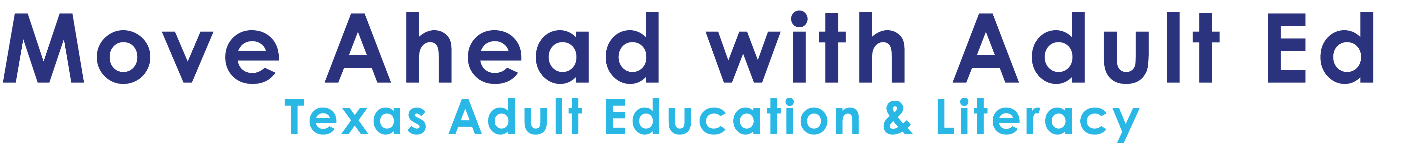 Move Ahead with Adult Ed
Texas Adult Education & Literacy